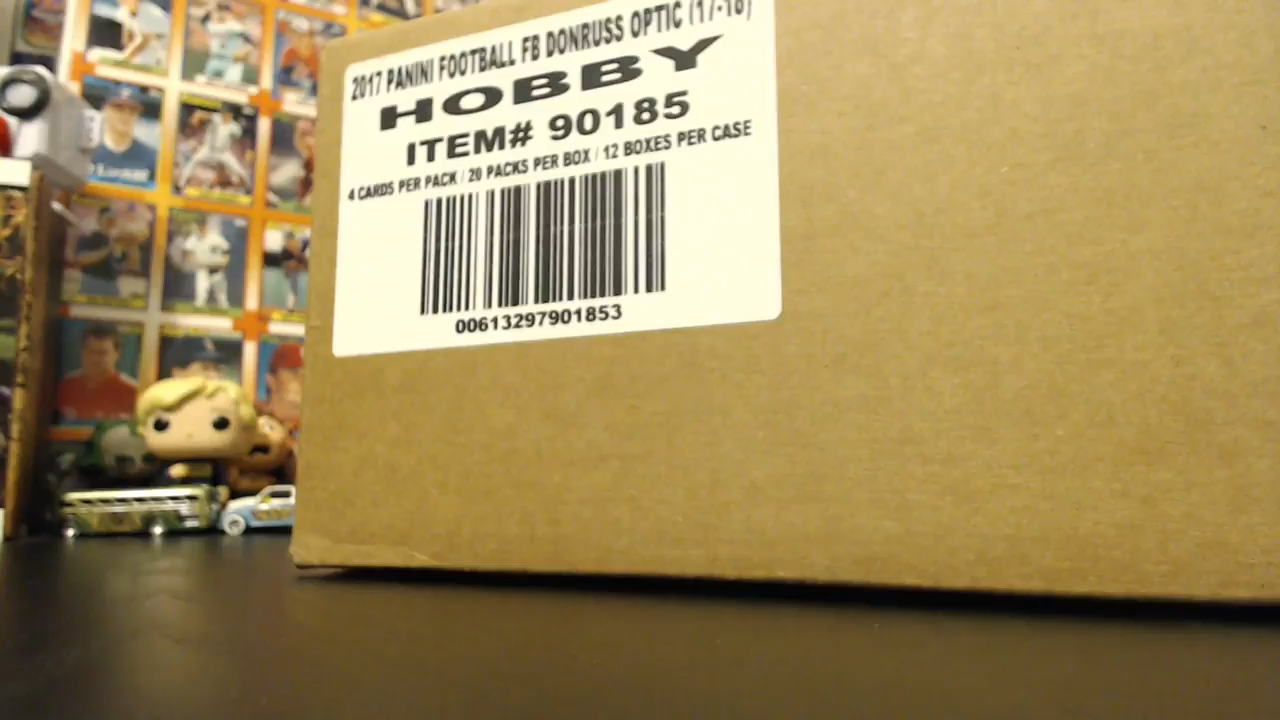 2017 PANINI FOOTBALL FB DONRUSS OPTIC (17-18)
HOBBY
ITEM# 90185
4 CARDS PER PACK / 20 PACKS PER BOX / 12 BOXES PER CASE
00613297901853